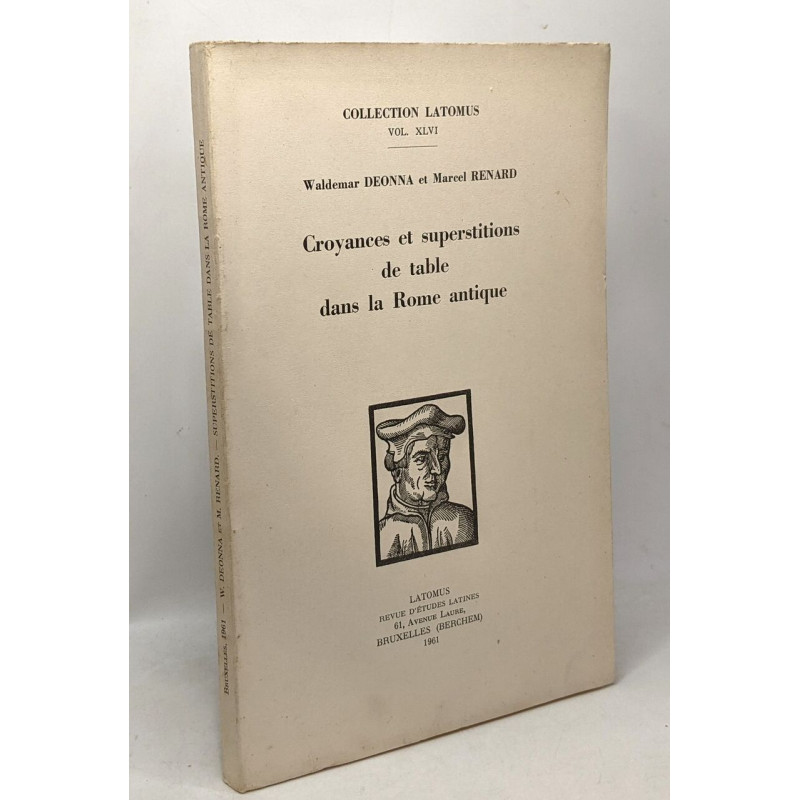 COLLECTION LATOMUS
VOL. XLVI
Waldemar DEONNA et Marcel RENARD
Croyances et superstitions
de table
dans la Rome antique
LATOMUS
REVUE D'ÉTUDES LATINES
61, AVENUE LAURE,
BRUXELLES (BERCHEM)
1961
BRUXELLES, 1961 — W. DEONNA ET M. RENARD. — SUPERSTITIONS DE TABLE DANS LA ROME ANTIQUE